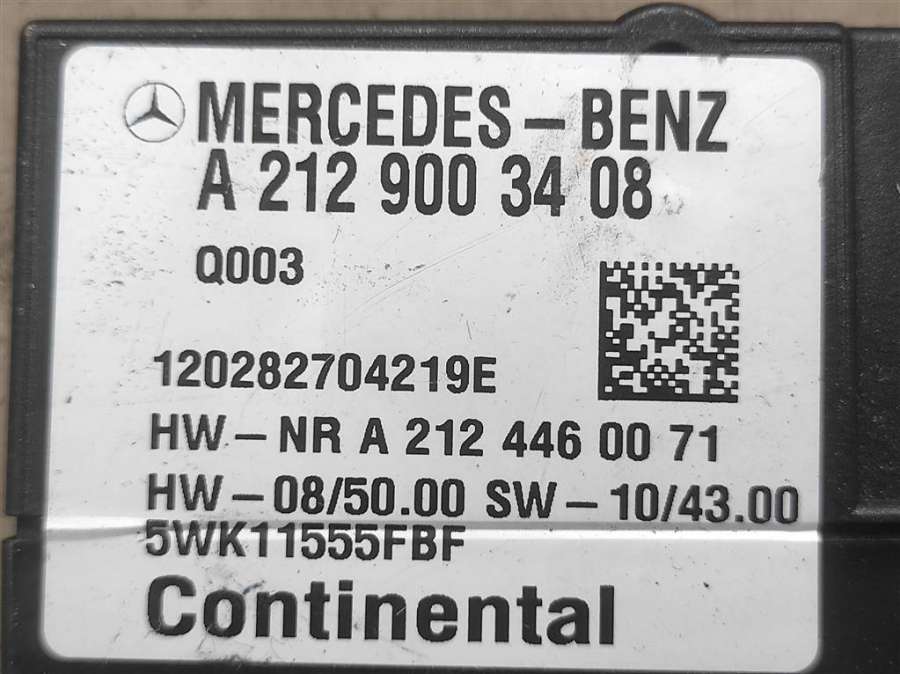 MERCEDES-BENZ
A 212 900 34 08
Q003
120282704219E
HW-NR A 212 446 00 71
HW-08/50.00 SW-10/43.00
5WK11555FBF
Continental